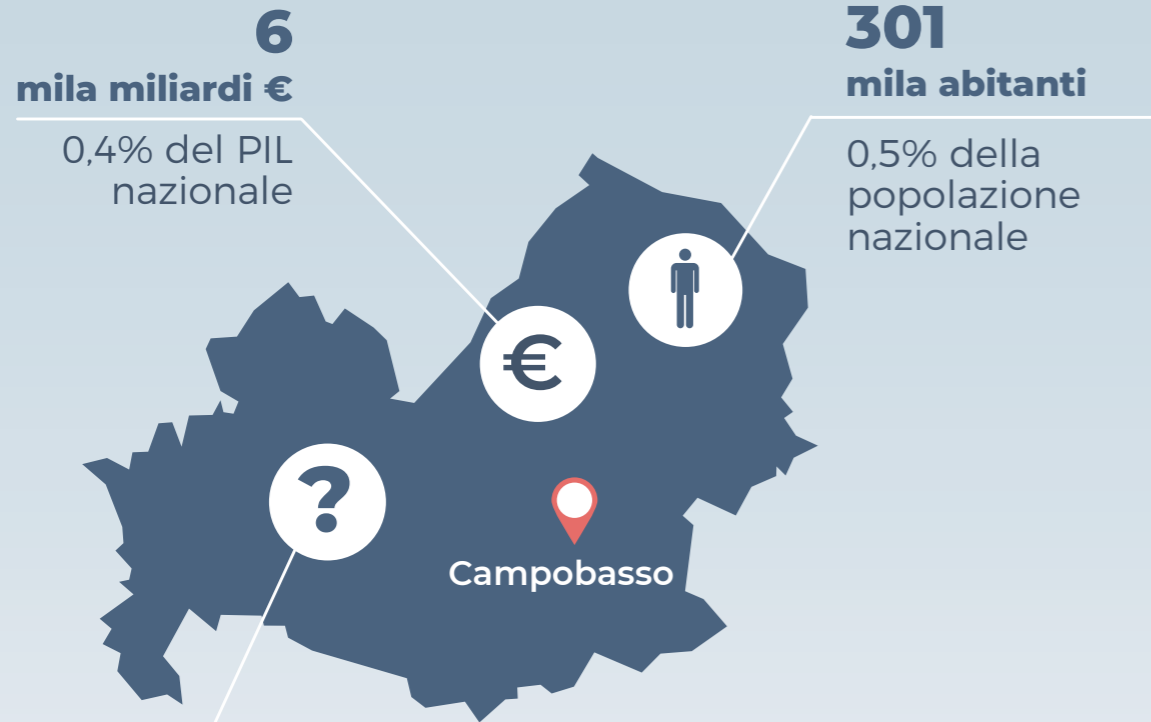 6
mila miliardi €
0,4% del PIL
nazionale
301
mila abitanti
0,5% della
popolazione
nazionale
€
?
Campobasso